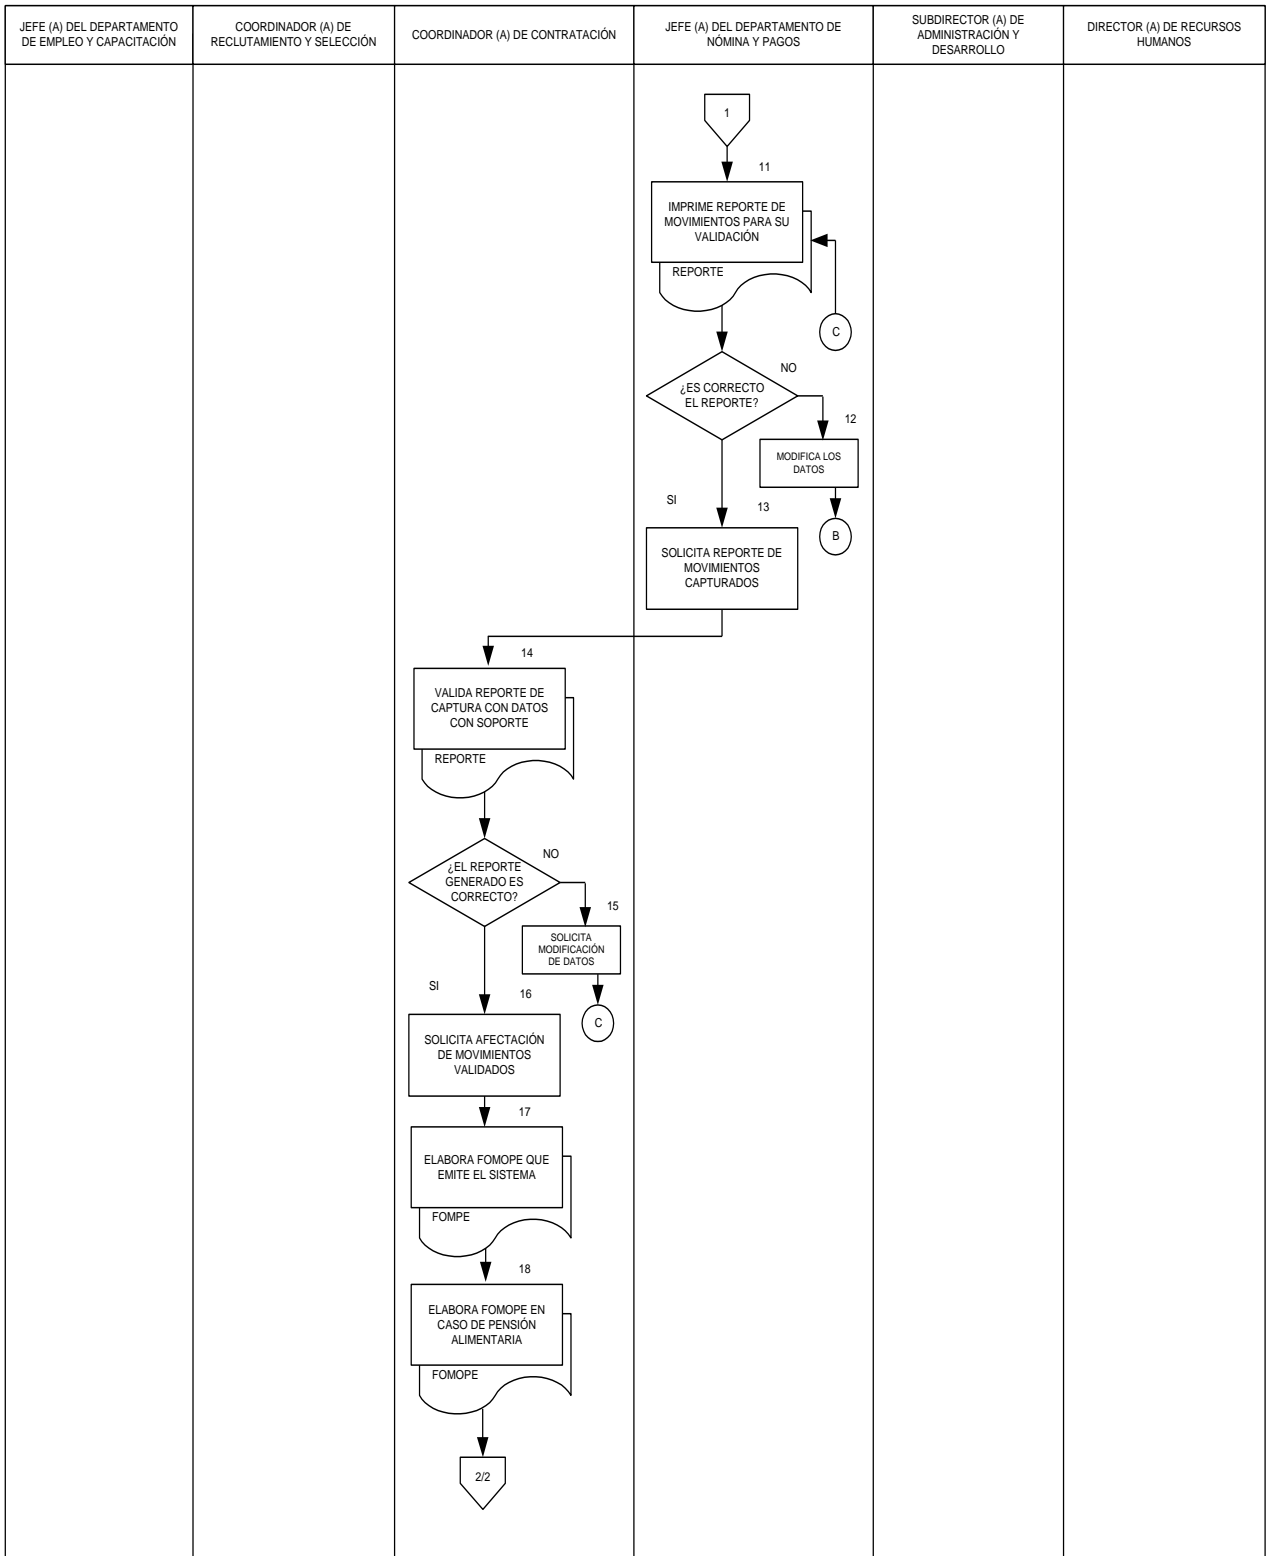 JEFE (A) DEL DEPARTAMENTO
DE EMPLEO Y CAPACITACIÓN
COORDINADOR (A) DE
RECLUTAMIENTO Y SELECCIÓN
COORDINADOR (A) DE CONTRATACIÓN
JEFE (A) DEL DEPARTAMENTO DE
NÓMINA Y PAGOS
SUBDIRECTOR (A) DE
ADMINISTRACIÓN Y
DESARROLLO
DIRECTOR (A) DE RECURSOS
HUMANOS
1
11
IMPRIME REPORTE DE
MOVIMIENTOS PARA SU
VALIDACIÓN
REPORTE
C
¿ES CORRECTO
EL REPORTE?
NO
12
MODIFICA LOS
DATOS
B
SI
13
SOLICITA REPORTE DE
MOVIMIENTOS
CAPTURADOS
14
VALIDA REPORTE DE
CAPTURA CON DATOS
CON SOPORTE
REPORTE
¿EL REPORTE
GENERADO ES
CORRECTO?
NO
15
SOLICITA
MODIFICACIÓN
DE DATOS
C
SI
16
SOLICITA AFECTACIÓN
DE MOVIMIENTOS
VALIDADOS
17
ELABORA FOMOPE QUE
EMITE EL SISTEMA
FOMPE
18
ELABORA FOMOPE EN
CASO DE PENSIÓN
ALIMENTARIA
FOMOPE
2/2